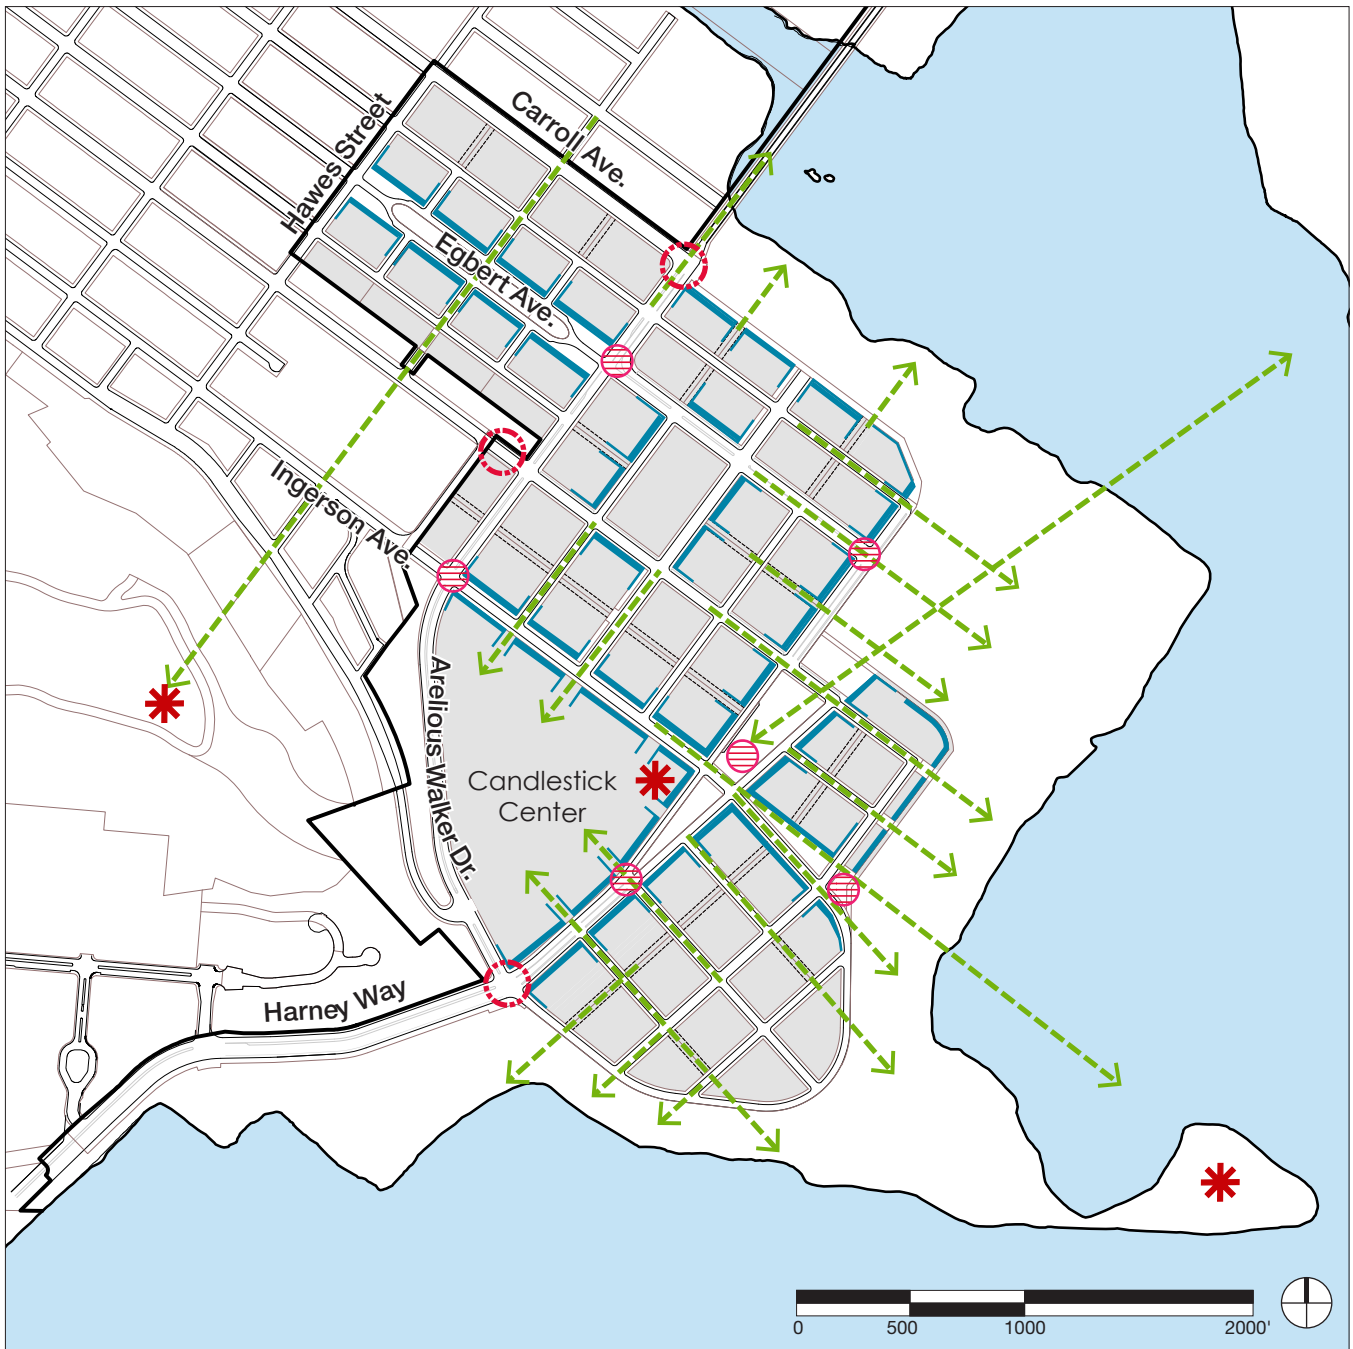 Carroll Ave.
Hawes Street
Egbert Ave.
Ingerson Ave.
Arelious Walker Dr.
Candlestick
Center
Harney Way
0 500 1000 2000'